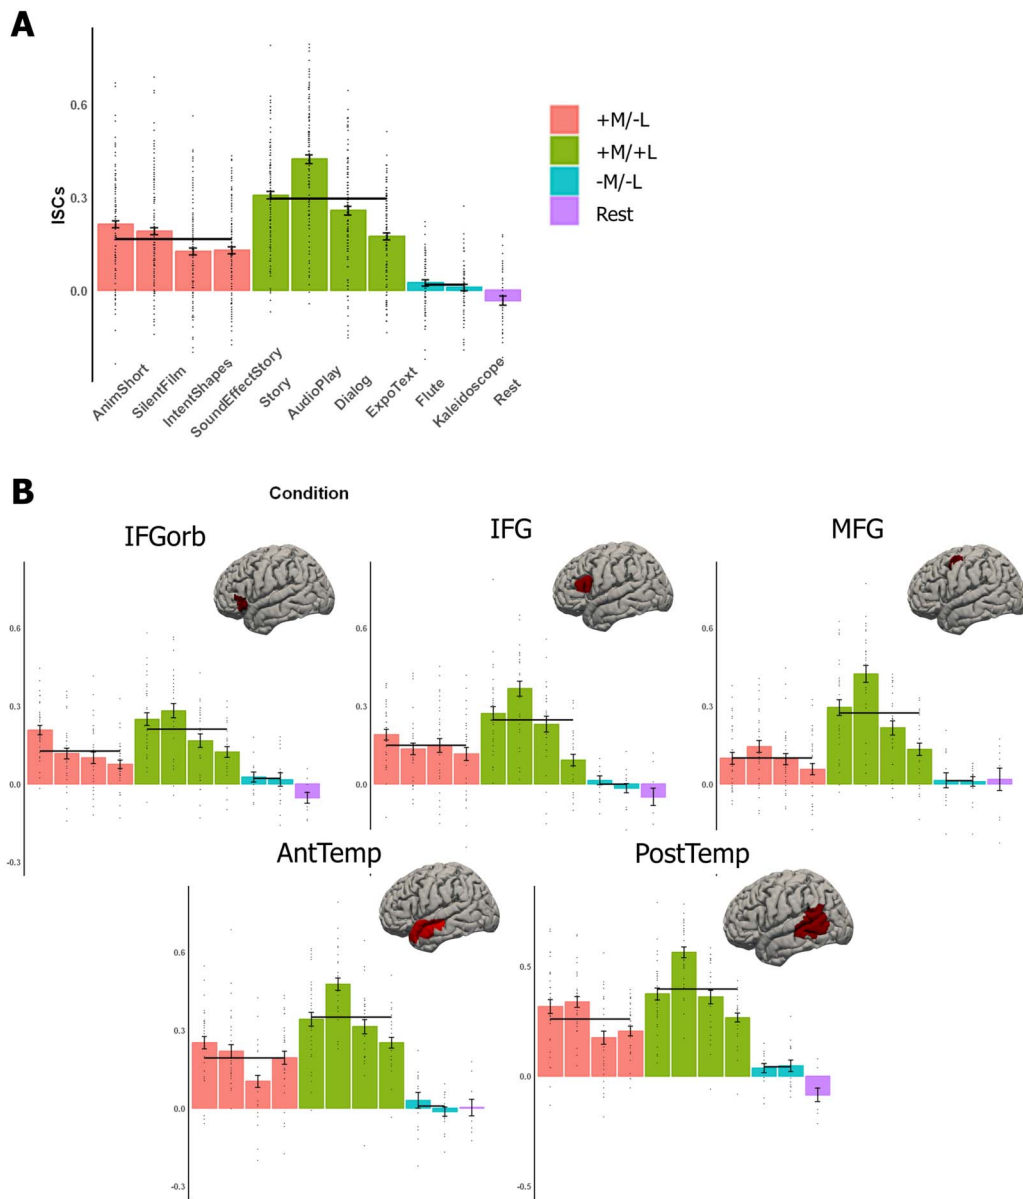 A
0.6
0.3
0.0
ISCs
+M/-L
+M/+L
-M/-L
Rest
AnimShort
SilentFilm
IntentShapes
SoundEffectStory
Story
AudioPlay
Dialog
ExpoText
Flute
Kaleidoscope
Rest
Condition
B
IFGorb
0.6
0.3
0.0
-0.3
IFG
0.6
0.3
0.0
MFG
0.6
0.3
0.0
AntTemp
0.6
0.3
0.0
-0.3
PostTemp
0.5
0.0
-0.5